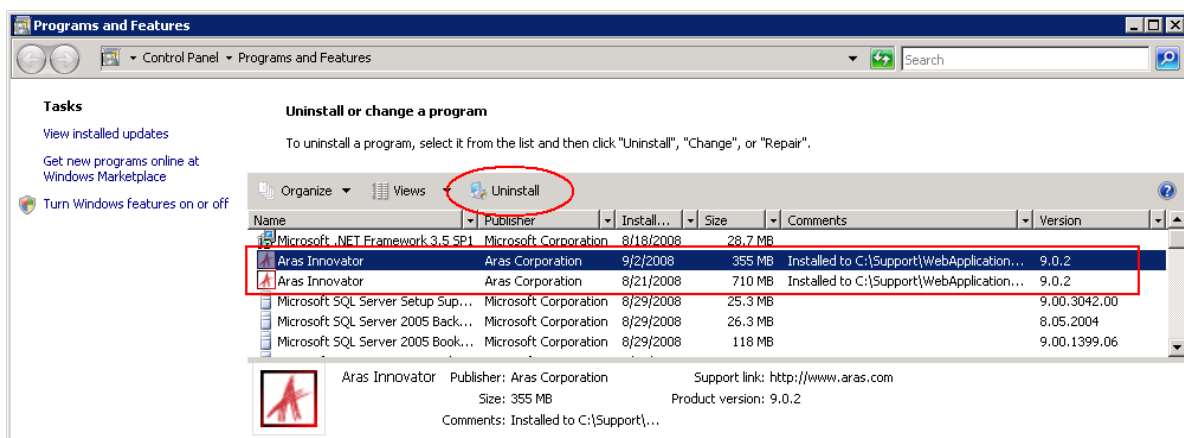 Programs and Features
Control Panel Programs and Features
Search
Tasks
View installed updates
Get new programs online at
Windows Marketplace
Turn Windows features on or off
Uninstall or change a program
To uninstall a program, select it from the list and then click "Uninstall", "Change", or "Repair".
Organize Views Uninstall
Name Publisher Install... Size Comments Version
Microsoft .NET Framework 3.5 SP1 Microsoft Corporation 8/18/2008 28.7 MB
Aras Innovator Aras Corporation 9/2/2008 355 MB Installed to C:\Support\WebApplication... 9.0.2
Aras Innovator Aras Corporation 8/21/2008 710 MB Installed to C:\Support\WebApplication... 9.0.2
Microsoft SQL Server Setup Sup... Microsoft Corporation 8/29/2008 25.3 MB 9.00.3042.00
Microsoft SQL Server 2005 Back... Microsoft Corporation 8/29/2008 26.3 MB 8.05.2004
Microsoft SQL Server 2005 Book... Microsoft Corporation 8/29/2008 118 MB 9.00.1399.06
Aras Innovator Publisher: Aras Corporation Support link: http://www.aras.com
Size: 355 MB Product version: 9.0.2
Comments: Installed to C:\Support\...